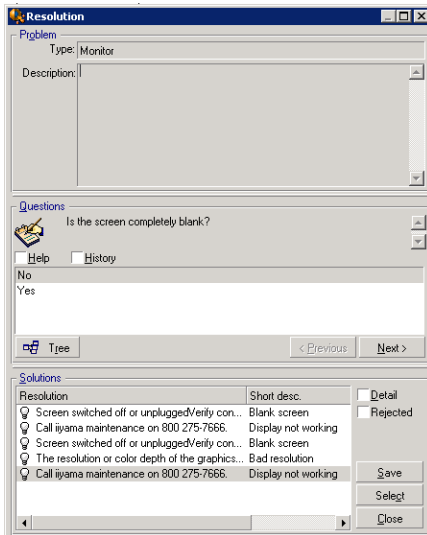 Resolution
Problem
Type: Monitor
Description:
Questions
Is the screen completely blank?
Help History
No
Yes
Tree < Previous Next >
Solutions
Resolution Short desc. Detail
Screen switched off or unpluggedVerify con... Blank screen Rejected
Call iiyama maintenance on 800 275-7666. Display not working
Screen switched off or unpluggedVerify con... Blank screen
The resolution or color depth of the graphics... Bad resolution
Call iiyama maintenance on 800 275-7666. Display not working Save
Select
Close